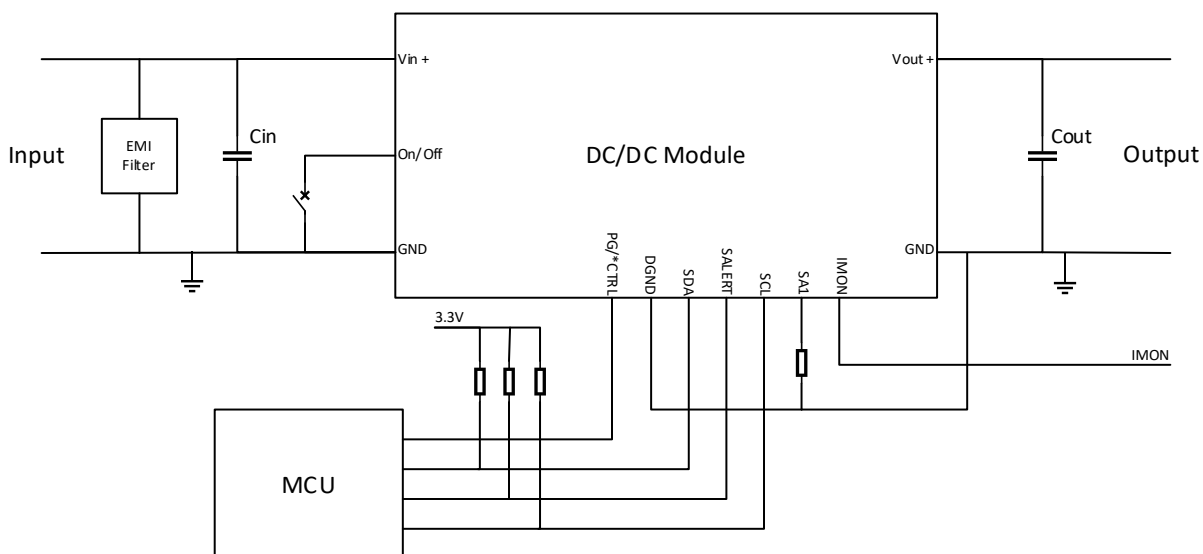 Vin +
Vout +
Input
EMI
Filter
Cin
On/Off
DC/DC Module
Cout
Output
GND
PG/*CTRL
DGND
SDA
SALERT
SCL
SA1
IMON
GND
3.3V
IMON
MCU